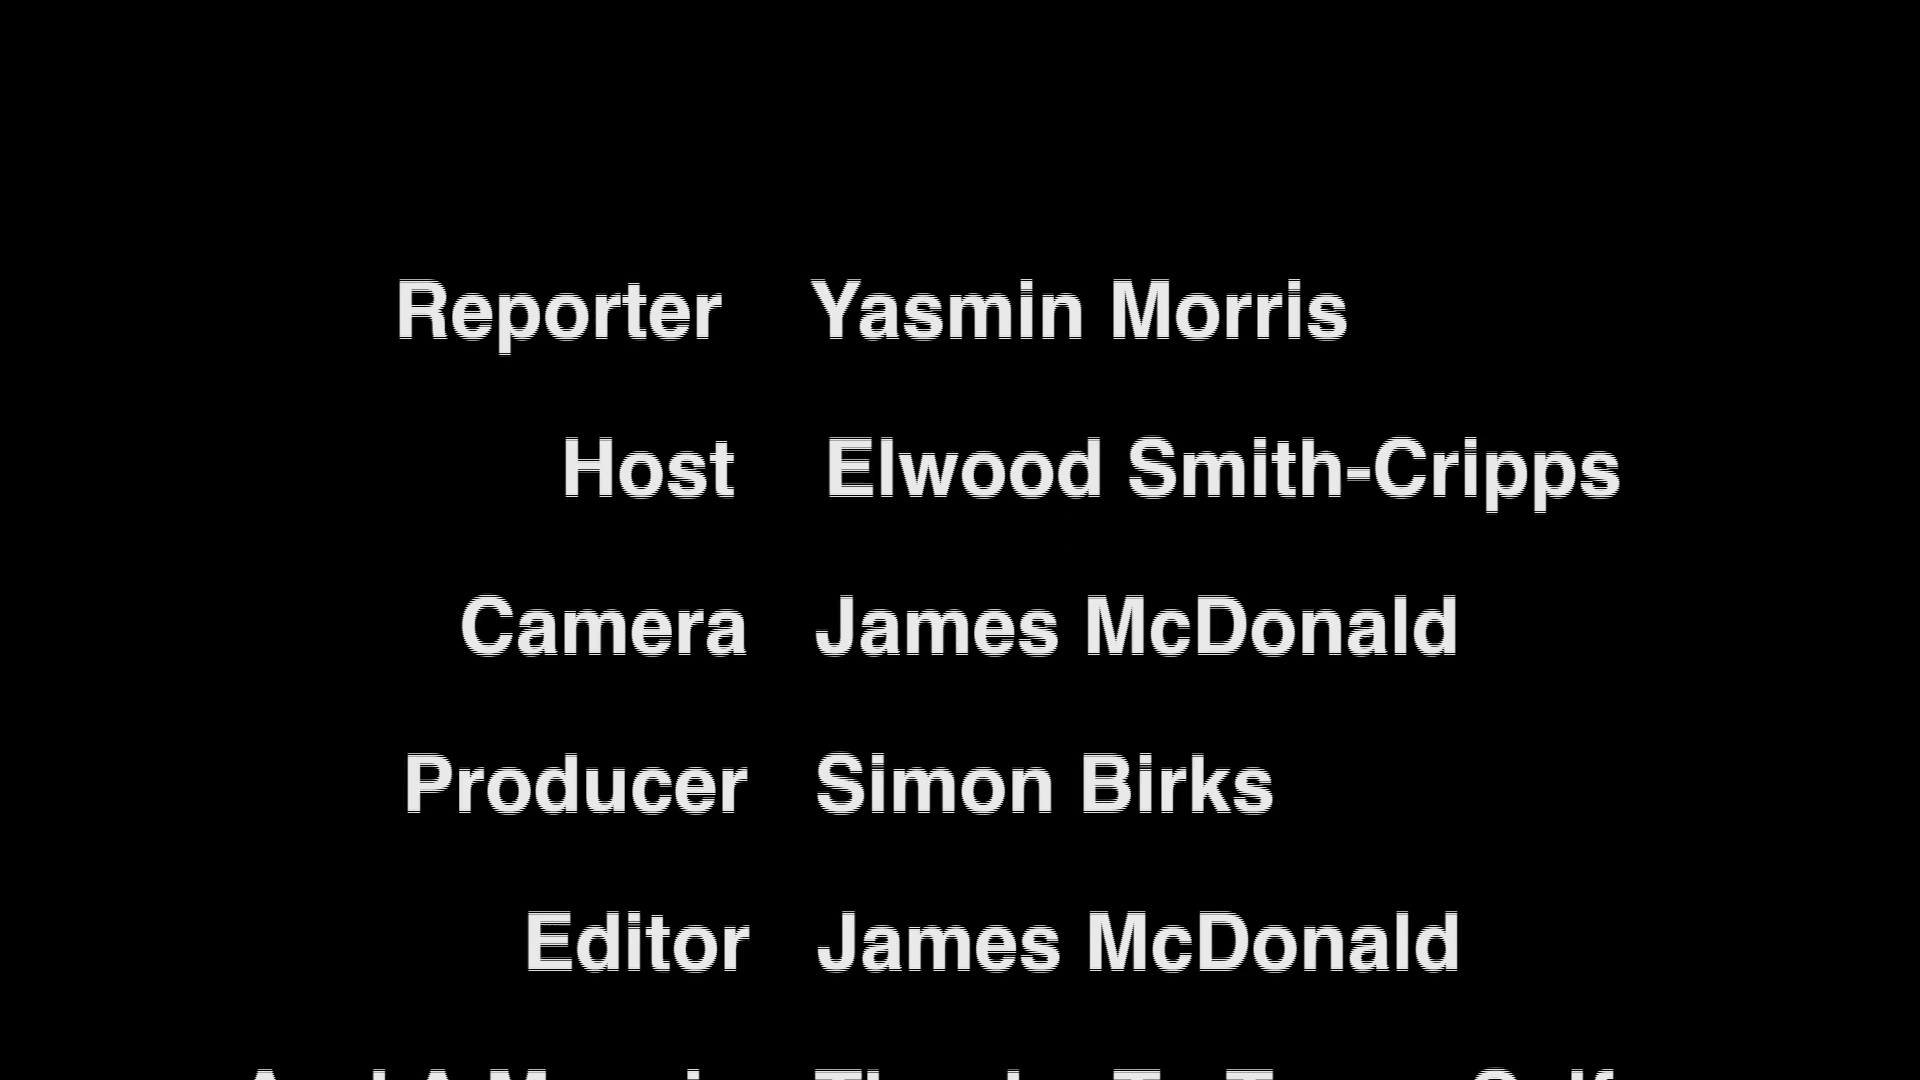 Reporter Yasmin Morris
Host Elwood Smith-Cripps
Camera James McDonald
Producer Simon Birks
Editor James McDonald